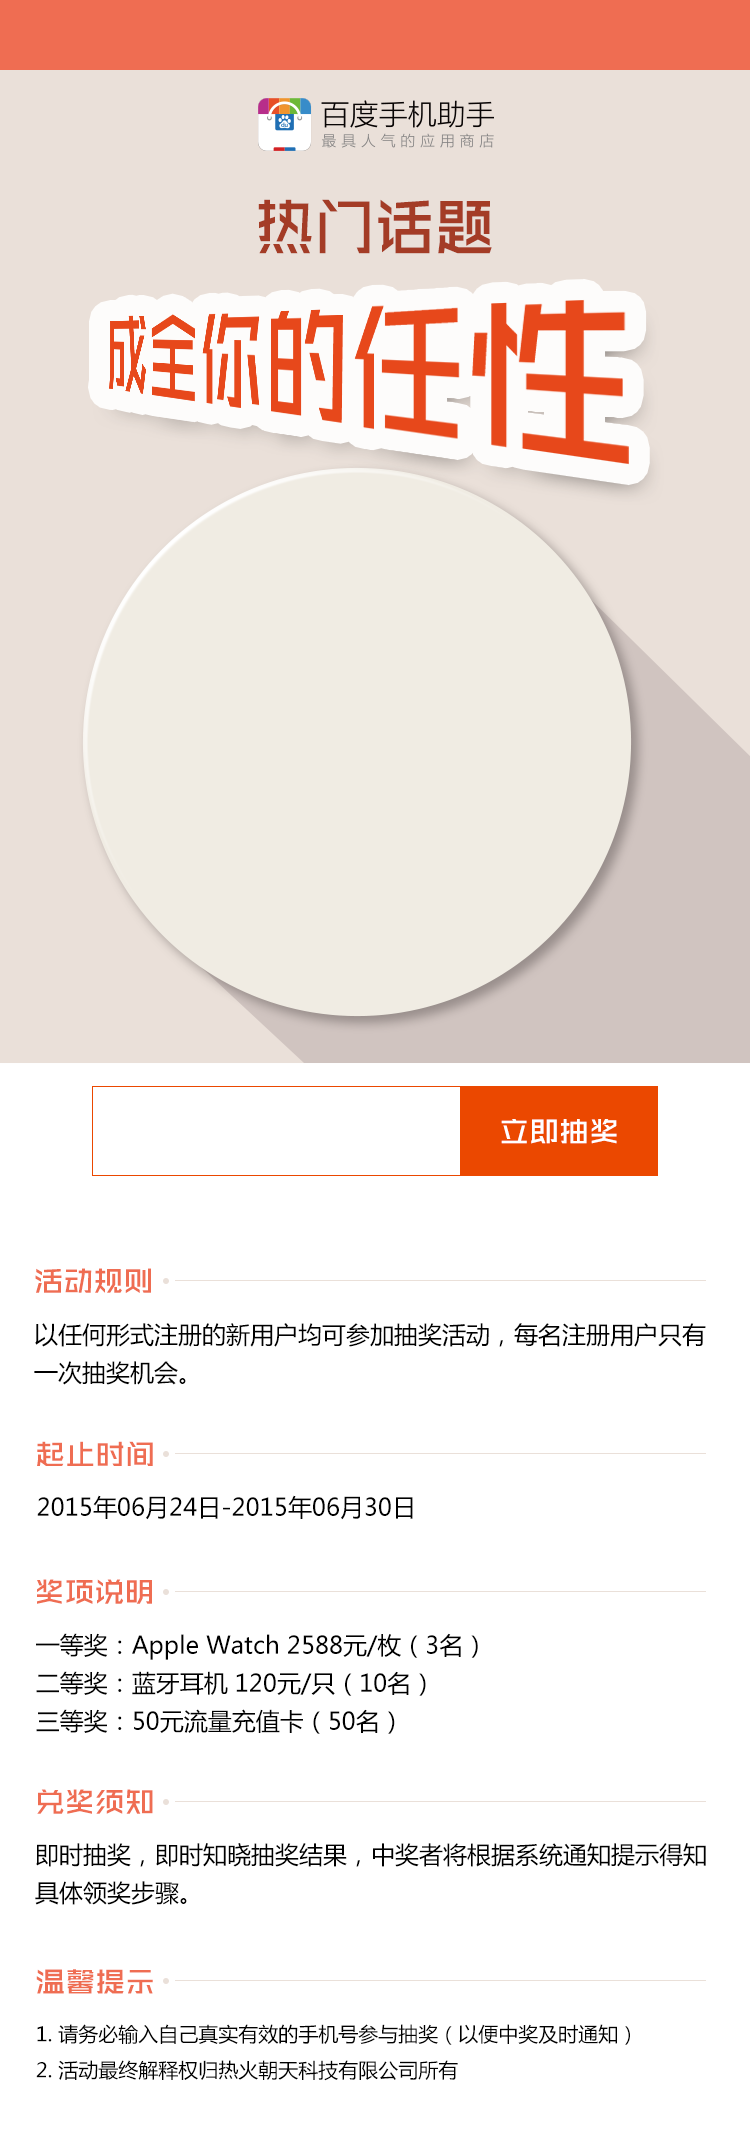 百度手机助手
最具人气的应用商店
热门话题
成全你的任性
立即抽奖
活动规则
以任何形式注册的新用户均可参加抽奖活动，每名注册用户只有
一次抽奖机会。
起止时间
2015年06月24日-2015年06月30日
奖项说明
一等奖：Apple Watch 2588元/枚（3名）
二等奖：蓝牙耳机 120元/只（10名）
三等奖：50元流量充值卡（50名）
兑奖须知
即时抽奖，即时知晓抽奖结果，中奖者将根据系统通知提示得知
具体领奖步骤。
温馨提示
1. 请务必输入自己真实有效的手机号参与抽奖（以便中奖及时通知）
2. 活动最终解释权归热火朝天科技有限公司所有